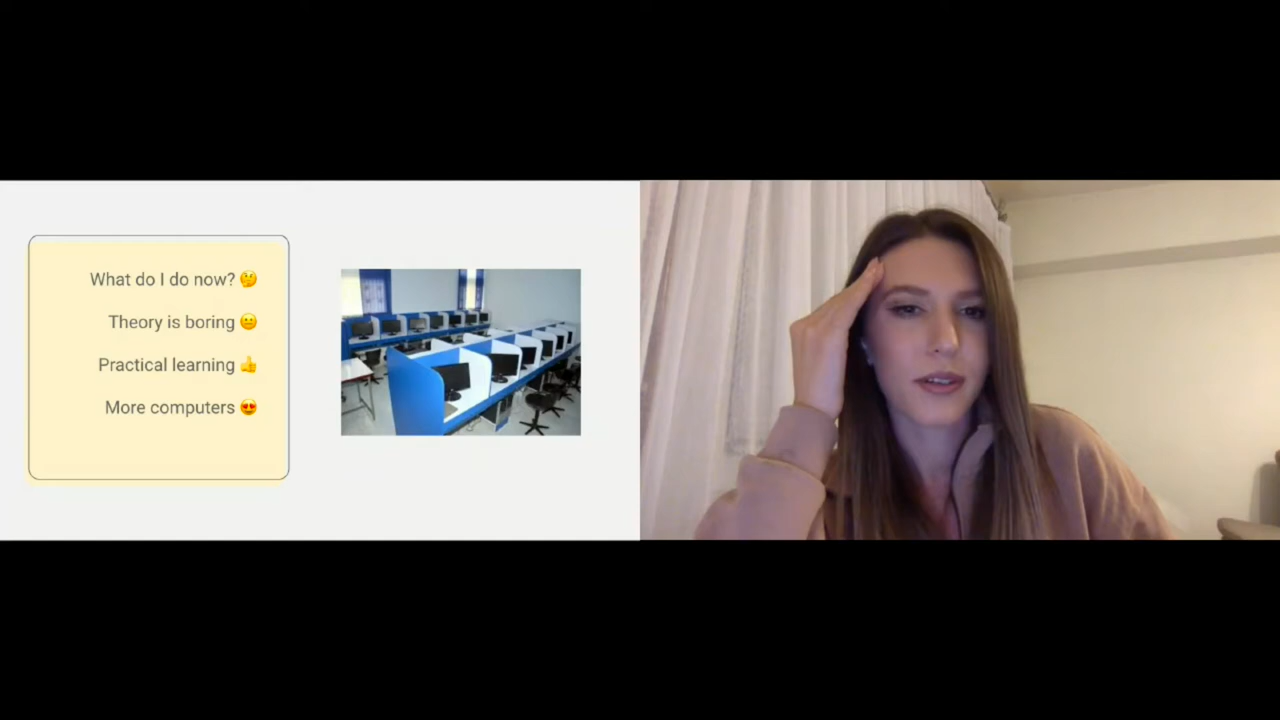 What do I do now? 🤔
Theory is boring 😐
Practical learning 👍
More computers 😍